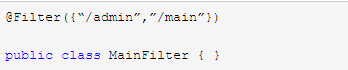 @Filter({“/admin”,”/main”})
public class MainFilter { }